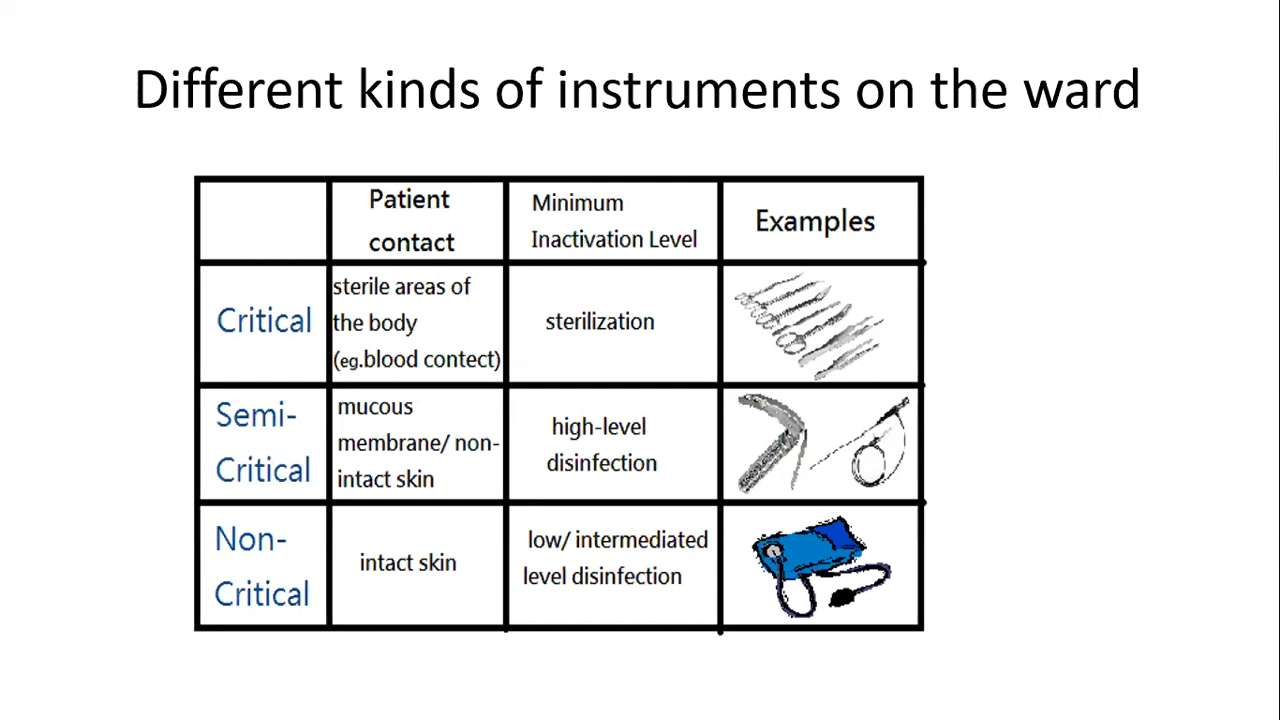 Different kinds of instruments on the ward
Patient
contact
Minimum
Inactivation Level
Examples
Critical
sterile areas of
the body
(eg.blood contect)
sterilization
Semi-
Critical
mucous
membrane/ non-
intact skin
high-level
disinfection
Non-
Critical
intact skin
low/ intermediated
level disinfection